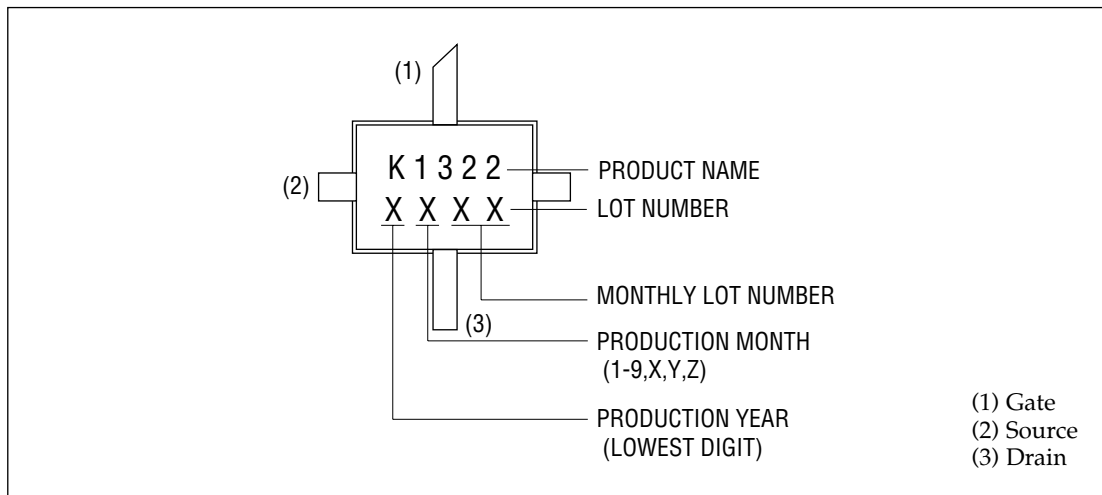 (1)
K1322
PRODUCT NAME
(2)
X X X X
LOT NUMBER
MONTHLY LOT NUMBER
(3)
PRODUCTION MONTH
(1-9,X,Y,Z)
PRODUCTION YEAR
(LOWEST DIGIT)
(1) Gate
(2) Source
(3) Drain